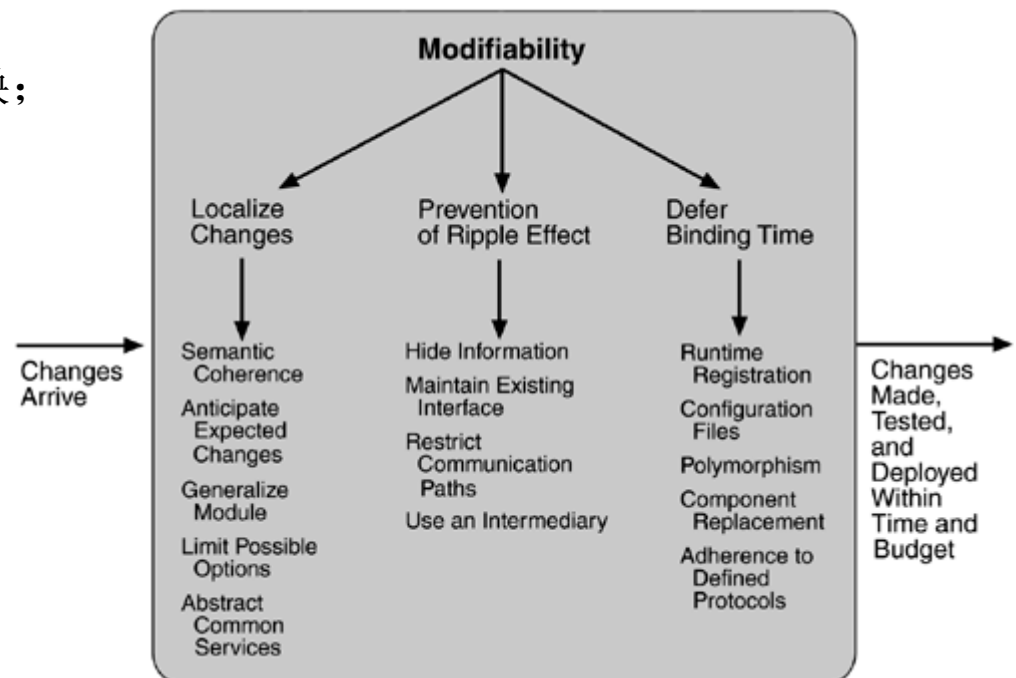 Modifiability
Localize
Changes
Prevention
of Ripple Effect
Defer
Binding Time
Changes
Arrive
Semantic
Coherence
Anticipate
Expected
Changes
Generalize
Module
Limit Possible
Options
Abstract
Common
Services
Hide Information
Maintain Existing
Interface
Restrict
Communication
Paths
Use an Intermediary
Runtime
Registration
Configuration
Files
Polymorphism
Component
Replacement
Adherence to
Defined
Protocols
Changes
Made,
Tested,
and
Deployed
Within
Time and
Budget